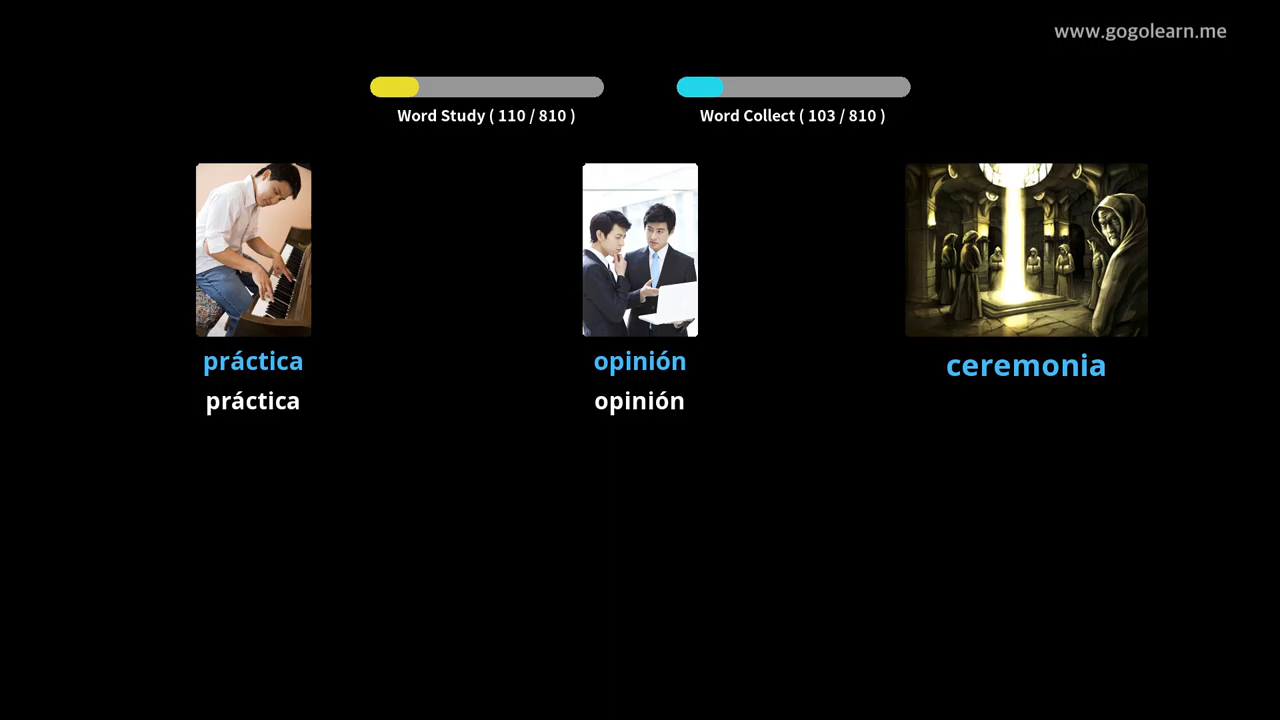 www.gogolearn.me
Word Study ( 110 / 810 )
Word Collect ( 103 / 810 )
práctica
opinión
ceremonia
práctica
opinión